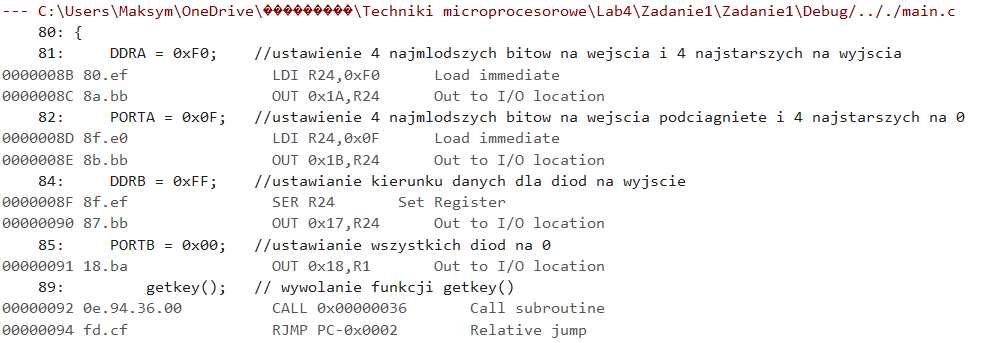 --- C:\Users\Maksym\OneDrive\���������\Techniki microprocesorowe\Lab4\Zadanie1\Zadanie1\Debug/.././main.c
80: {
81: DDRA = 0xF0; //ustawienie 4 najmlodszych bitow na wejscia i 4 najstarszych na wyjscia
0000008B 80.ef LDI R24,0xF0 Load immediate
0000008C 8a.bb OUT 0x1A,R24 Out to I/O location
82: PORTA = 0x0F; //ustawienie 4 najmlodszych bitow na wejscia podciagniete i 4 najstarszych na 0
0000008D 8f.e0 LDI R24,0x0F Load immediate
0000008E 8b.bb OUT 0x1B,R24 Out to I/O location
84: DDRB = 0xFF; //ustawianie kierunku danych dla diod na wyjscie
0000008F 8f.ef SER R24 Set Register
00000090 87.bb OUT 0x17,R24 Out to I/O location
85: PORTB = 0x00; //ustawianie wszystkich diod na 0
00000091 18.ba OUT 0x18,R1 Out to I/O location
89: getkey(); // wywolanie funkcji getkey()
00000092 0e.94.36.00 CALL 0x00000036 Call subroutine
00000094 fd.cf RJMP PC-0x0002 Relative jump